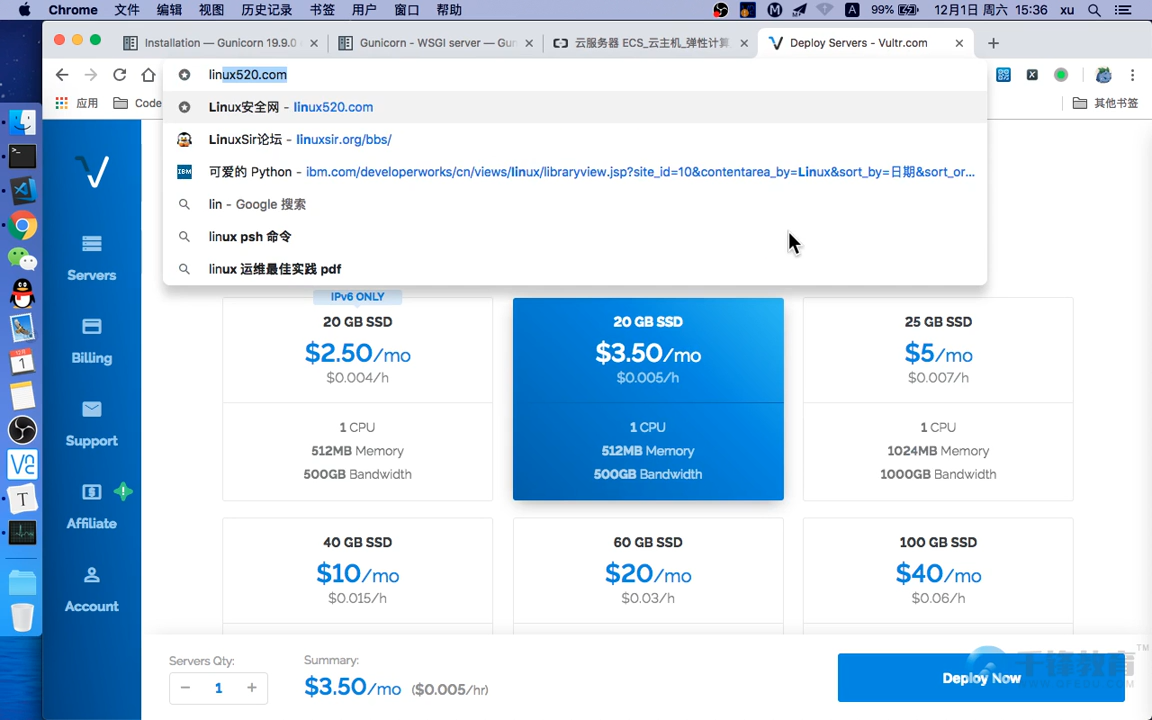 Chrome 文件 编辑 视图 历史记录 书签 用户 窗口 帮助 99% 12月1日 周六 15:36 xu
Installation — Gunicorn 19.9.0
Gunicorn - WSGI server — Gun
云服务器 ECS_云主机_弹性计算
Deploy Servers - Vultr.com
linux520.com
应用 Code 其他书签
Linux安全网 - linux520.com
LinuxSir论坛 - linuxsir.org/bbs/
可爱的 Python - ibm.com/developerworks/cn/views/linux/libraryview.jsp?site_id=10&contentarea_by=Linux&sort_by=日期&sort_or...
lin - Google 搜索
linux psh 命令
linux 运维最佳实践 pdf
Servers
Billing
Support
Affiliate
Account
IPv6 ONLY
20 GB SSD
$2.50/mo
$0.004/h
1 CPU
512MB Memory
500GB Bandwidth
20 GB SSD
$3.50/mo
$0.005/h
1 CPU
512MB Memory
500GB Bandwidth
25 GB SSD
$5/mo
$0.007/h
1 CPU
1024MB Memory
1000GB Bandwidth
40 GB SSD
$10/mo
$0.015/h
60 GB SSD
$20/mo
$0.03/h
100 GB SSD
$40/mo
$0.06/h
Servers Qty:
1
Summary:
$3.50/mo ($0.005/hr)
Deploy Now
千锋教育
TM